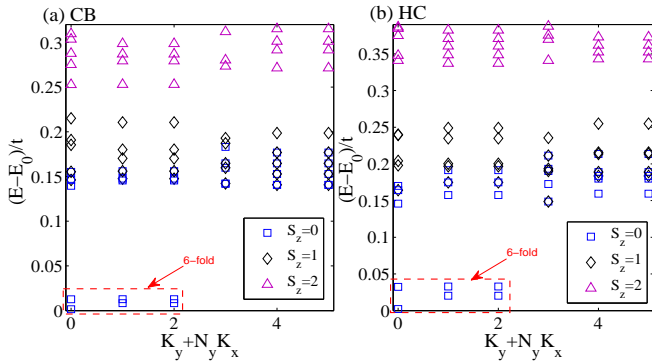 (a) CB
(E−E0)/t
0.3
0.25
0.2
0.15
0.1
0.05
0
6-fold
Sz=0
Sz=1
Sz=2
0
2
4
Ky+NyKx
(b) HC
(E−E0)/t
0.35
0.3
0.25
0.2
0.15
0.1
0.05
0
6-fold
Sz=0
Sz=1
Sz=2
0
2
4
Ky+NyKx